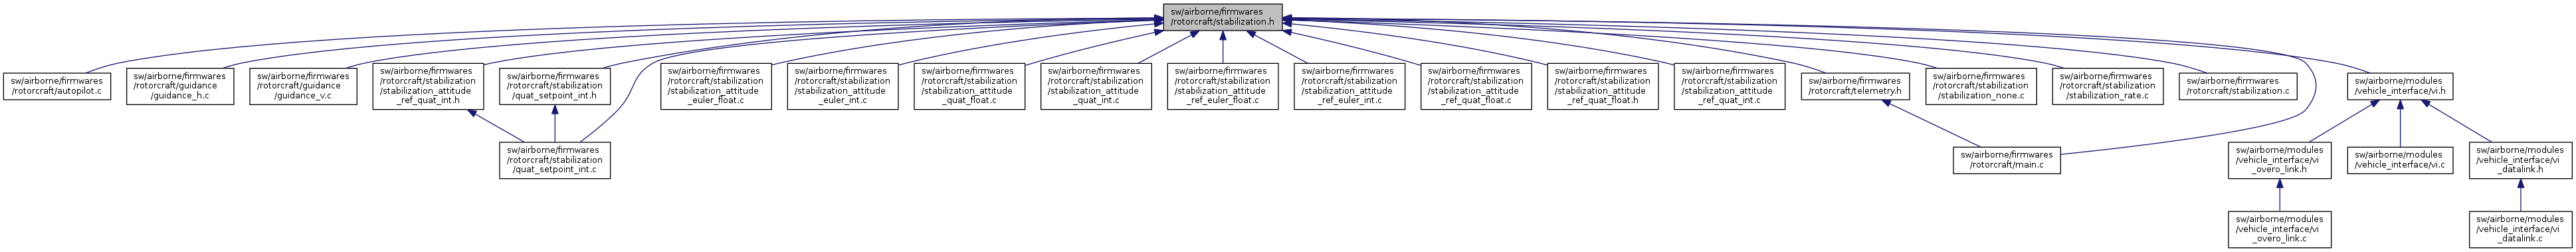 sw/airborne/firmwares
/rotorcraft/stabilization.h
sw/airborne/firmwares
/rotorcraft/autopilot.c
sw/airborne/firmwares
/rotorcraft/guidance
/guidance_h.c
sw/airborne/firmwares
/rotorcraft/guidance
/guidance_v.c
sw/airborne/firmwares
/rotorcraft/stabilization
/stabilization_attitude
_ref_quat_int.h
sw/airborne/firmwares
/rotorcraft/stabilization
/quat_setpoint_int.h
sw/airborne/firmwares
/rotorcraft/stabilization
/stabilization_attitude
_euler_float.c
sw/airborne/firmwares
/rotorcraft/stabilization
/stabilization_attitude
_euler_int.c
sw/airborne/firmwares
/rotorcraft/stabilization
/stabilization_attitude
_quat_float.c
sw/airborne/firmwares
/rotorcraft/stabilization
/stabilization_attitude
_quat_int.c
sw/airborne/firmwares
/rotorcraft/stabilization
/stabilization_attitude
_ref_euler_float.c
sw/airborne/firmwares
/rotorcraft/stabilization
/stabilization_attitude
_ref_euler_int.c
sw/airborne/firmwares
/rotorcraft/stabilization
/stabilization_attitude
_ref_quat_float.c
sw/airborne/firmwares
/rotorcraft/stabilization
/stabilization_attitude
_ref_quat_float.h
sw/airborne/firmwares
/rotorcraft/stabilization
/stabilization_attitude
_ref_quat_int.c
sw/airborne/firmwares
/rotorcraft/telemetry.h
sw/airborne/firmwares
/rotorcraft/stabilization
/stabilization_none.c
sw/airborne/firmwares
/rotorcraft/stabilization
/stabilization_rate.c
sw/airborne/firmwares
/rotorcraft/stabilization.c
sw/airborne/modules
/vehicle_interface/vi.h
sw/airborne/firmwares
/rotorcraft/stabilization
/quat_setpoint_int.c
sw/airborne/firmwares
/rotorcraft/main.c
sw/airborne/modules
/vehicle_interface/vi
_overo_link.h
sw/airborne/modules
/vehicle_interface/vi.c
sw/airborne/modules
/vehicle_interface/vi
_datalink.h
sw/airborne/modules
/vehicle_interface/vi
_overo_link.c
sw/airborne/modules
/vehicle_interface/vi
_datalink.c